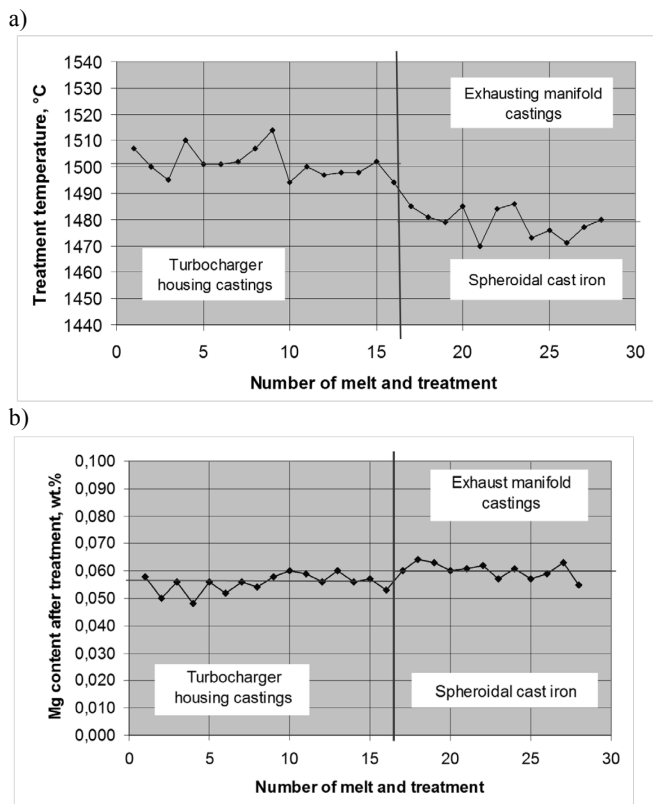 a)
Treatment temperature, °C
1540
1530
1520
1510
1500
1490
1480
1470
1460
1450
1440
Exhausting manifold
castings
Turbocharger
housing castings
Spheroidal cast iron
0 5 10 15 20 25 30
Number of melt and treatment
b)
Mg content after treatment, wt.%
0,100
0,090
0,080
0,070
0,060
0,050
0,040
0,030
0,020
0,010
0,000
Exhaust manifold
castings
Turbocharger
housing castings
Spheroidal cast iron
0 5 10 15 20 25 30
Number of melt and treatment